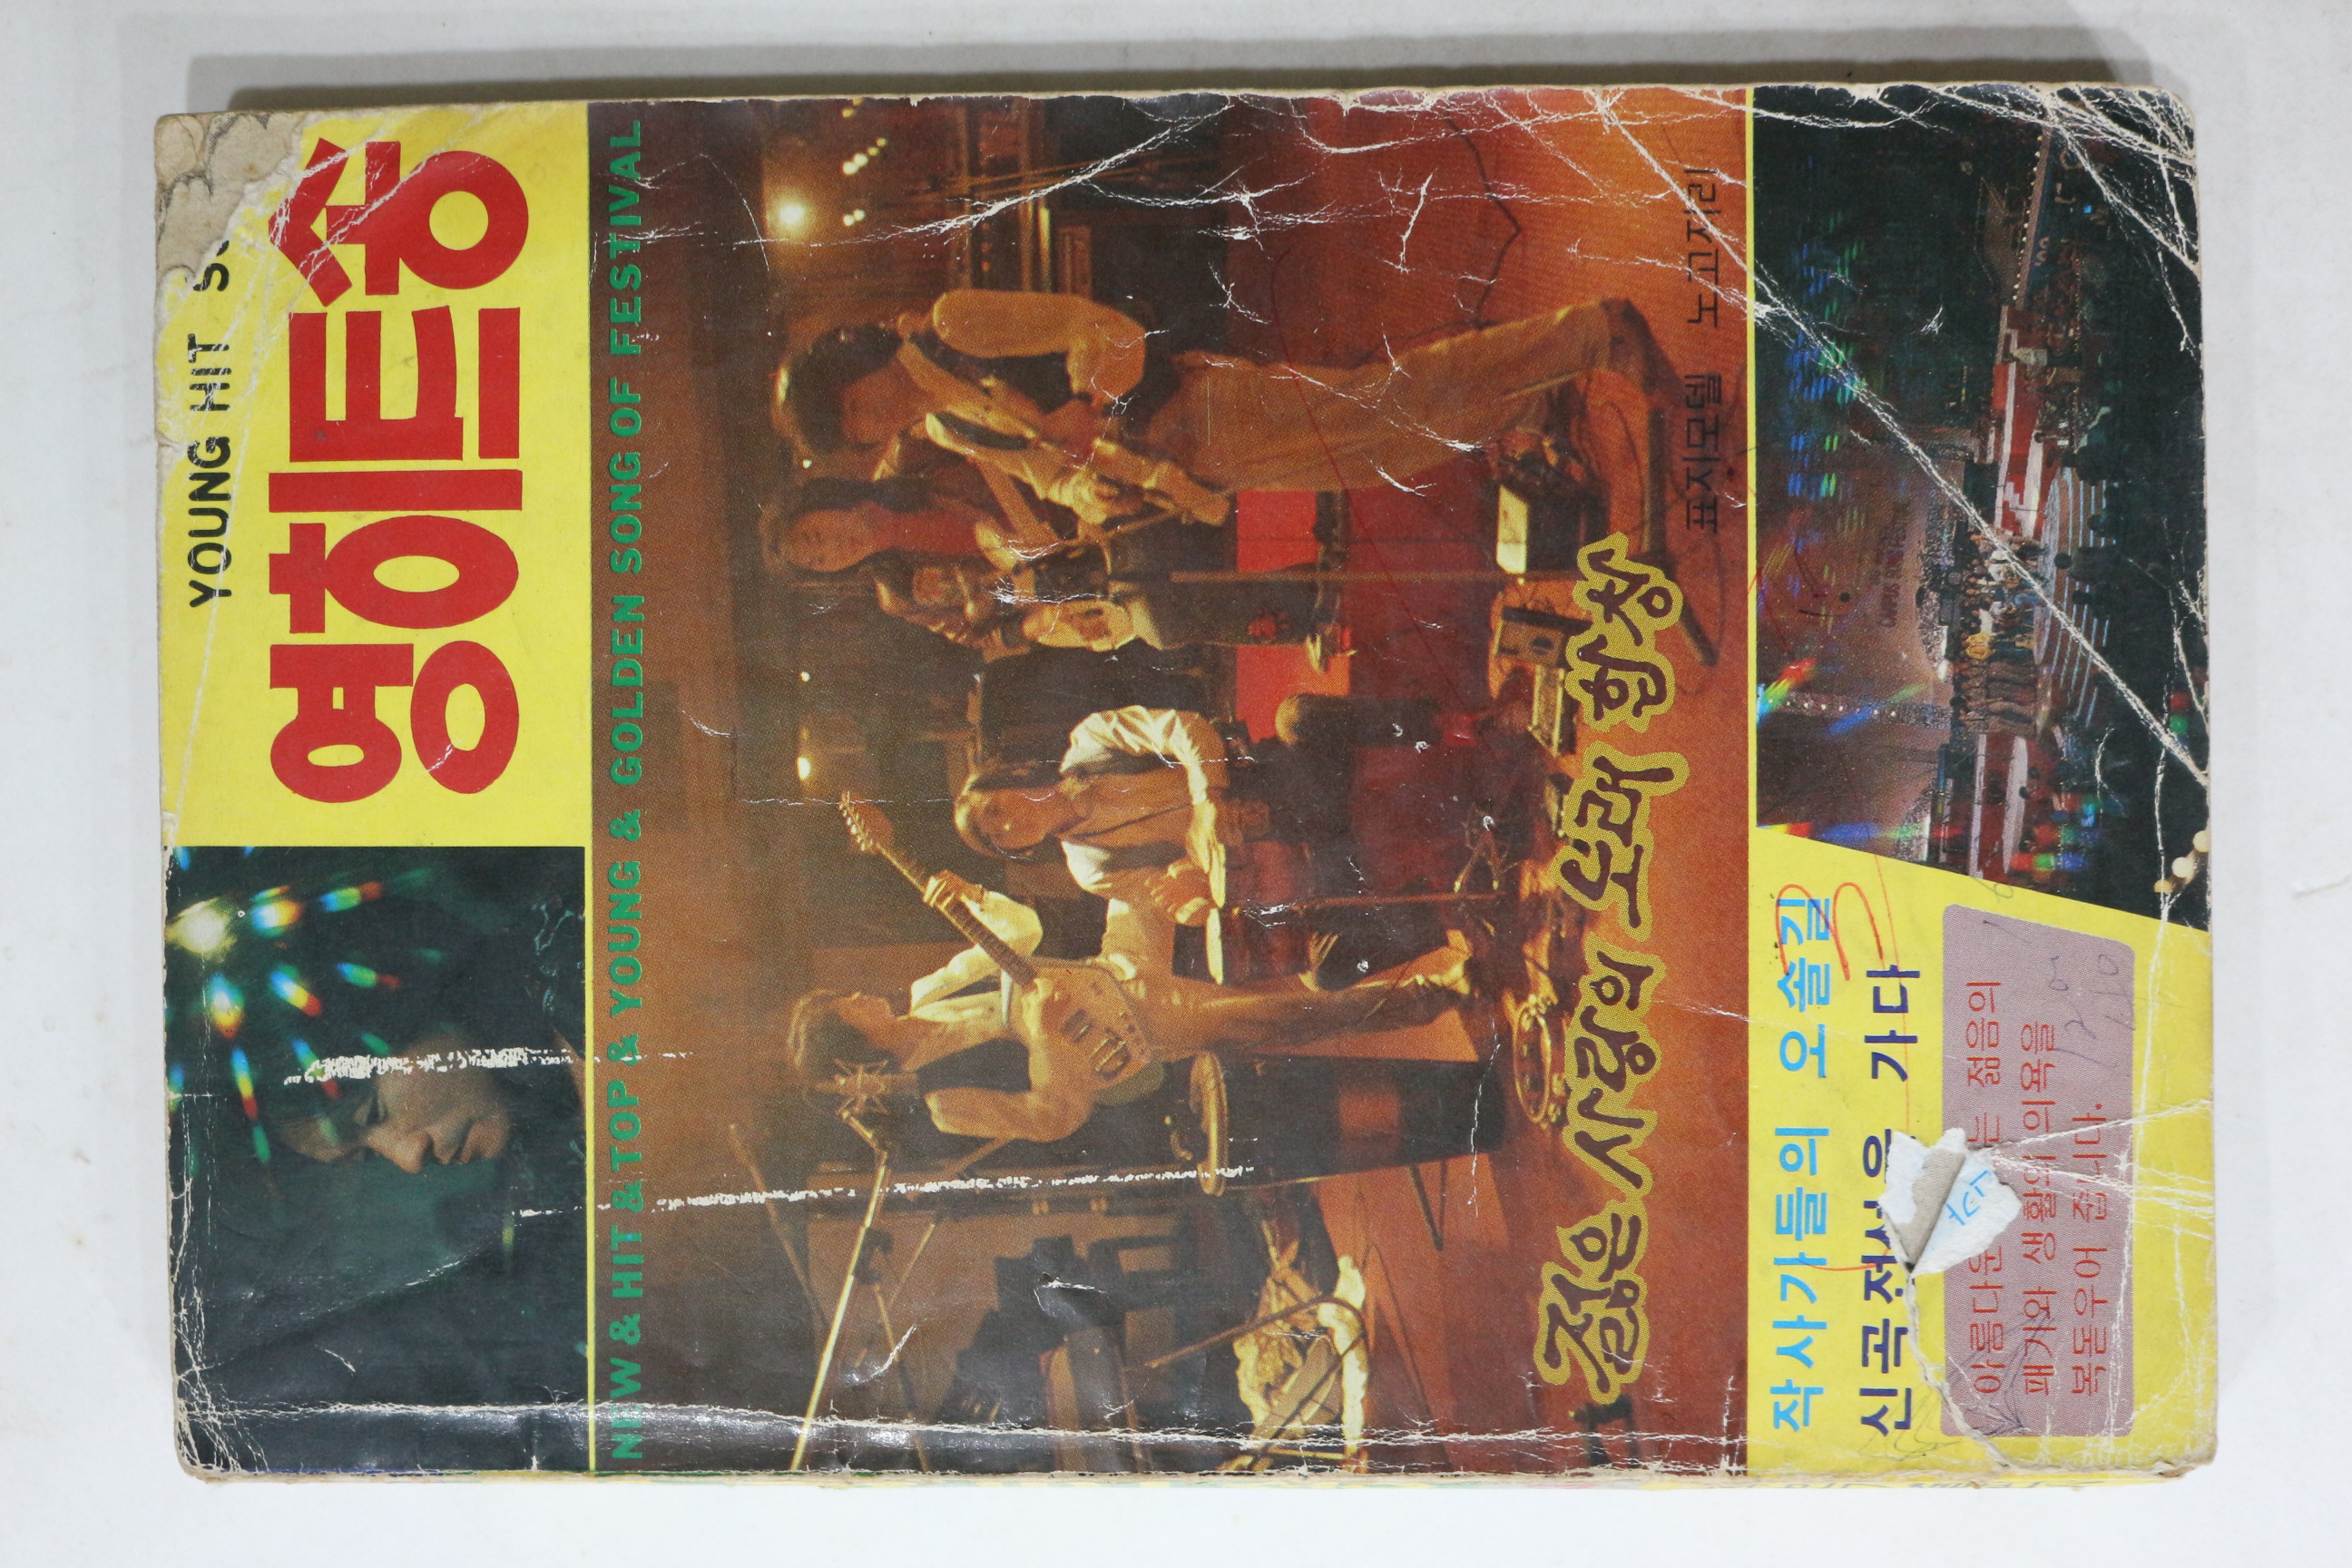 YOUNG HIT
영히트송
NEW & HIT & TOP & YOUNG & GOLDEN SONG OF FESTIVAL
표지모델 노고지리
젊은 사랑의 노래 합창
작사가들의 오솔길
신곡전선을 가다
아름다운 젊음의
패기와 생활의 의욕을
북돋우어 줍니다.